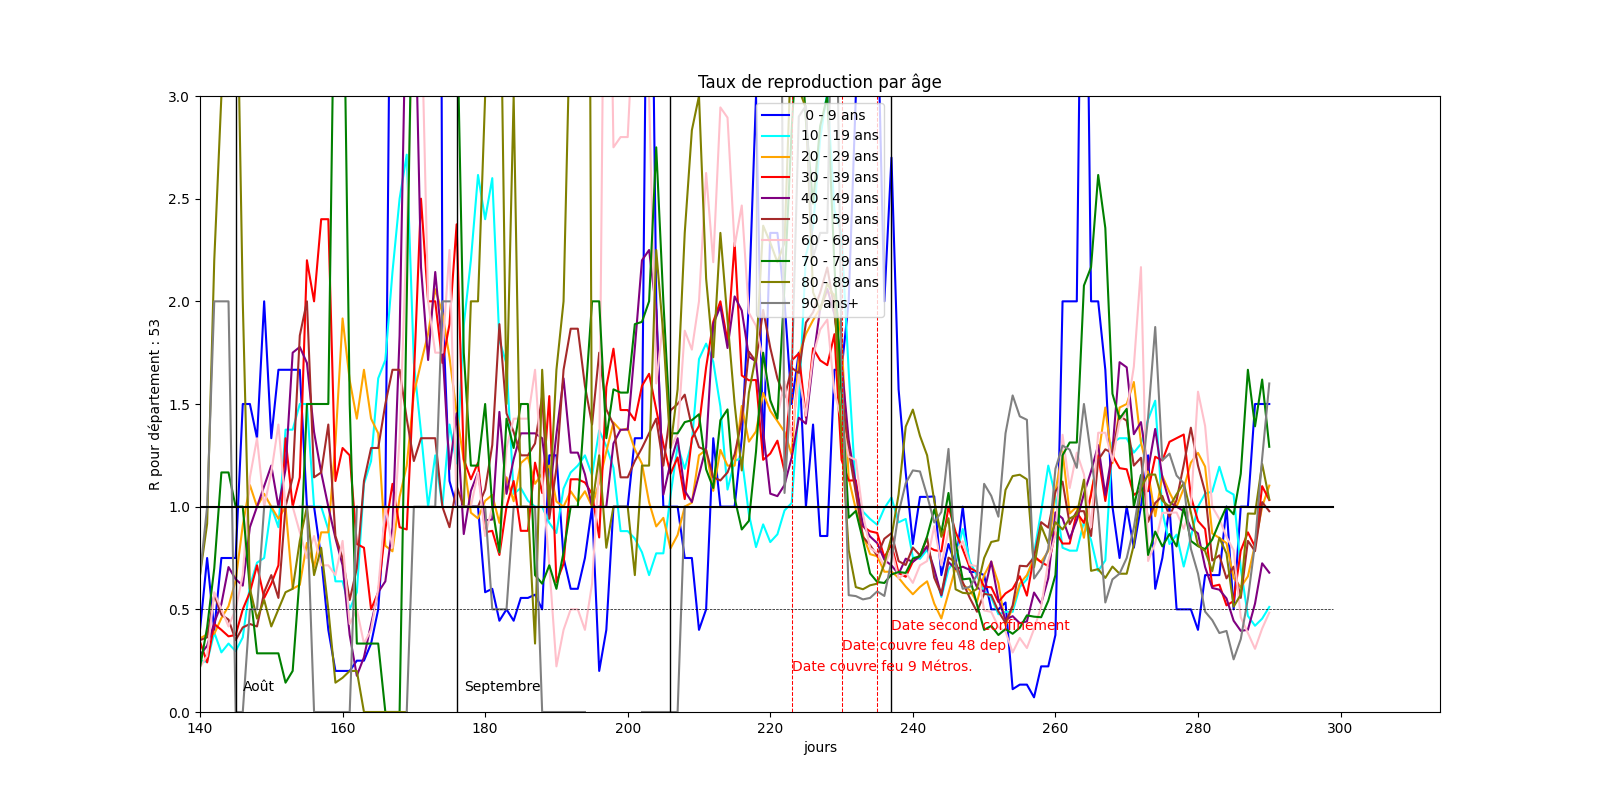 Taux de reproduction par âge
3.0
2.5
2.0
1.5
1.0
0.5
0.0
R pour département : 53
0 - 9 ans
10 - 19 ans
20 - 29 ans
30 - 39 ans
40 - 49 ans
50 - 59 ans
60 - 69 ans
70 - 79 ans
80 - 89 ans
90 ans+
Date second confinement
Date couvre feu 48 dep
Date couvre feu 9 Métros.
Août
Septembre
140
160
180
200
220
240
260
280
300
jours